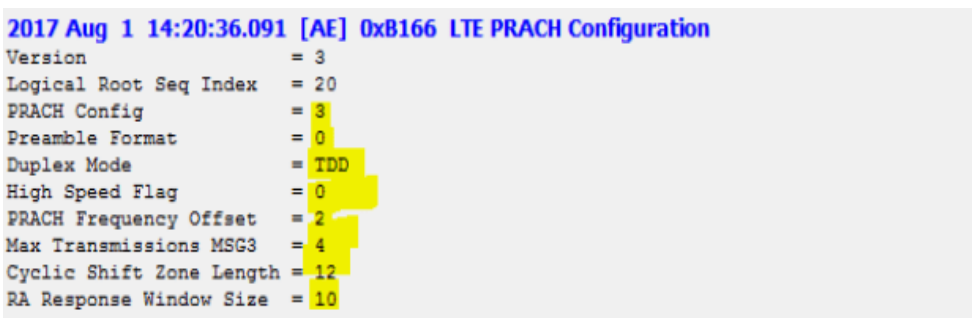 2017 Aug  1  14:20:36.091  [AE]  0xB166  LTE PRACH Configuration
Version                  = 3
Logical Root Seq Index   = 20
PRACH Config             = 3
Preamble Format          = 0
Duplex Mode              = TDD
High Speed Flag          = 0
PRACH Frequency Offset   = 2
Max Transmissions MSG3   = 4
Cyclic Shift Zone Length = 12
RA Response Window Size  = 10